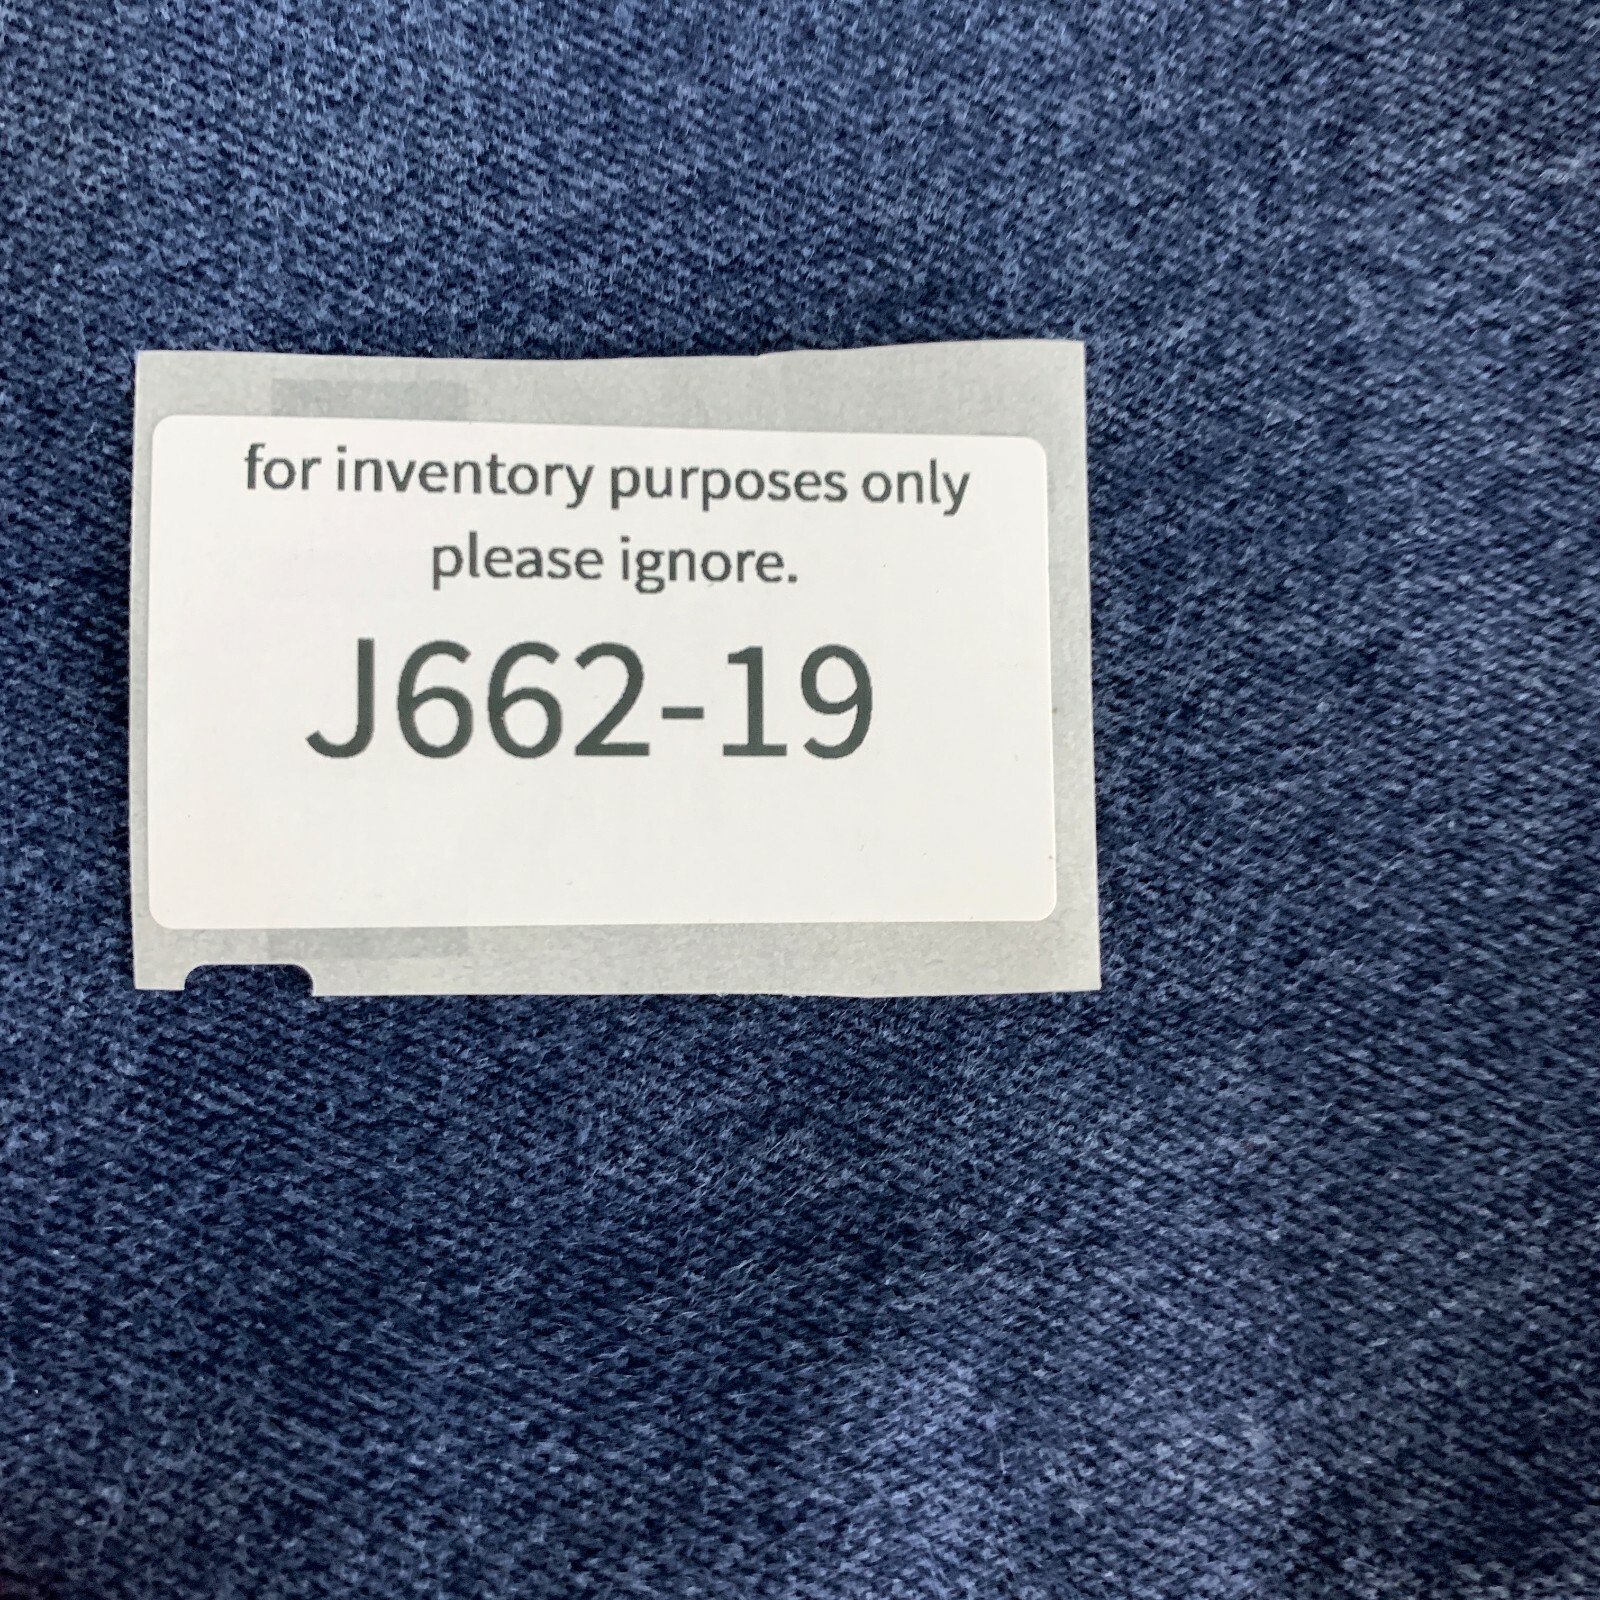 for inventory purposes only
please ignore.
J662-19